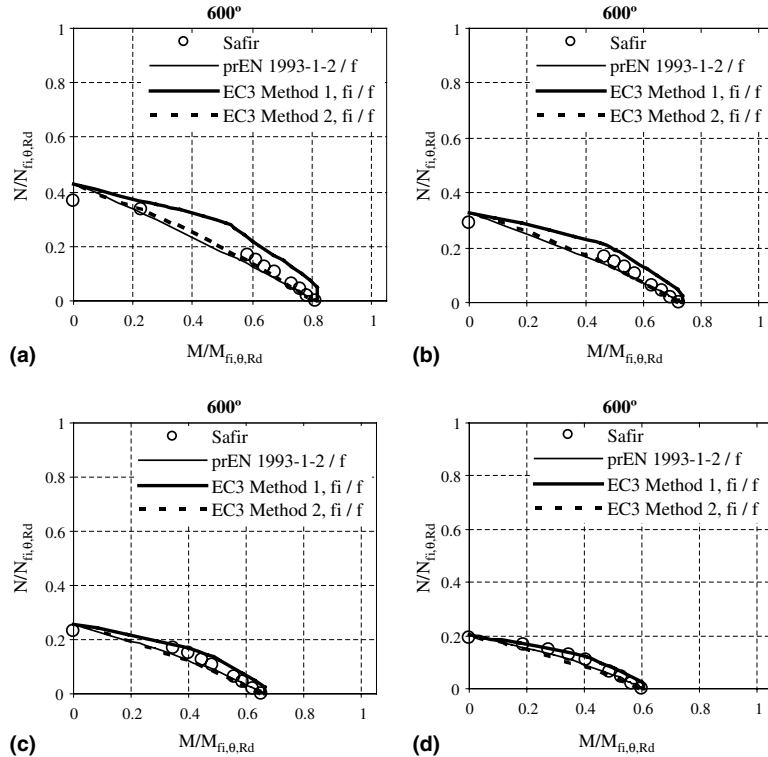 600º
Safir
prEN 1993-1-2 / f
EC3 Method 1, fi / f
EC3 Method 2, fi / f
1
0.8
0.6
0.4
0.2
0
0 0.2 0.4 0.6 0.8 1
N/Nfi,θ,Rd
M/Mfi,θ,Rd
(a)
600º
Safir
prEN 1993-1-2 / f
EC3 Method 1, fi / f
EC3 Method 2, fi / f
1
0.8
0.6
0.4
0.2
0
0 0.2 0.4 0.6 0.8 1
N/Nfi,θ,Rd
M/Mfi,θ,Rd
(b)
600º
Safir
prEN 1993-1-2 / f
EC3 Method 1, fi / f
EC3 Method 2, fi / f
1
0.8
0.6
0.4
0.2
0
0 0.2 0.4 0.6 0.8 1
N/Nfi,θ,Rd
M/Mfi,θ,Rd
(c)
600º
Safir
prEN 1993-1-2 / f
EC3 Method 1, fi / f
EC3 Method 2, fi / f
1
0.8
0.6
0.4
0.2
0
0 0.2 0.4 0.6 0.8 1
N/Nfi,θ,Rd
M/Mfi,θ,Rd
(d)